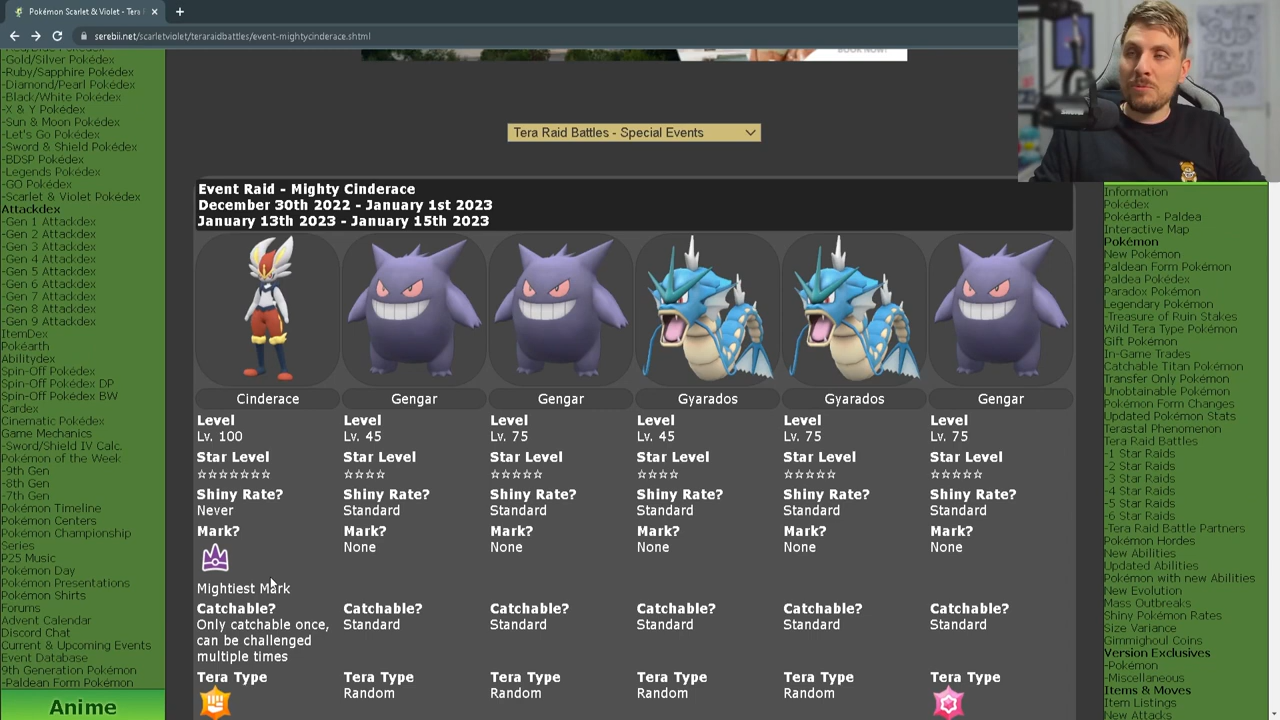 Pokémon Scarlet & Violet - Tera
serebii.net/scarletviolet/teraraidbattles/event-mightycinderace.shtml
-Gold/Silver Pokédex
-Ruby/Sapphire Pokédex
-Diamond/Pearl Pokédex
-Black/White Pokédex
-X & Y Pokédex
-Sun & Moon Pokédex
-Let's Go Pokédex
-Sword & Shield Pokédex
-BDSP Pokédex
-Legends Pokédex
-GO Pokédex
-Scarlet & Violet Pokédex
Attackdex
-Gen 1 Attackdex
-Gen 2 Attackdex
-Gen 3 Attackdex
-Gen 4 Attackdex
-Gen 5 Attackdex
-Gen 6 Attackdex
-Gen 7 Attackdex
-Gen 8 Attackdex
-Gen 9 Attackdex
ItemDex
Pokéarth
Abilitydex
Spin-Off Pokédex
Spin-Off Pokédex DP
Spin-Off Pokédex BW
Cardex
Cinematic Pokédex
Game Mechanics
-Sword/Shield IV Calc.
Pokémon of the Week
-9th Gen
-8th Gen
-7th Gen
Pokémon Timeline
Pokémon Centers
Pokémon Championship
Series
P25 Music
Pokémon Day
Pokémon Presentations
Pokémon Shirts
Forums
Advent Calendar
Discord Chat
Current & Upcoming Events
Event Database
9th Generation Pokémon
-Paldean Form Pokémon
Anime
BOOK NOW!
Tera Raid Battles - Special Events
Event Raid - Mighty Cinderace
December 30th 2022 - January 1st 2023
January 13th 2023 - January 15th 2023
Cinderace Gengar Gengar Gyarados Gyarados Gengar
Level Level Level Level Level Level
Lv. 100 Lv. 45 Lv. 75 Lv. 45 Lv. 75 Lv. 75
Star Level Star Level Star Level Star Level Star Level Star Level
☆☆☆☆☆☆☆ ☆☆☆☆ ☆☆☆☆☆ ☆☆☆☆ ☆☆☆☆☆ ☆☆☆☆☆
Shiny Rate? Shiny Rate? Shiny Rate? Shiny Rate? Shiny Rate? Shiny Rate?
Never Standard Standard Standard Standard Standard
Mark? Mark? Mark? Mark? Mark? Mark?
None None None None None
Mightiest Mark
Catchable? Catchable? Catchable? Catchable? Catchable? Catchable?
Only catchable once, Standard Standard Standard Standard Standard
can be challenged
multiple times
Tera Type Tera Type Tera Type Tera Type Tera Type Tera Type
Random Random Random Random
Information
Pokédex
Pokéarth - Paldea
Interactive Map
Pokémon
New Pokémon
Paldean Form Pokémon
Paldea Pokédex
Paradox Pokémon
Legendary Pokémon
-Treasure of Ruin Stakes
Wild Tera Type Pokémon
Gift Pokémon
In-Game Trades
Catchable Titan Pokémon
Transfer Only Pokémon
Unobtainable Pokémon
Pokémon Form Changes
Updated Pokémon Stats
Terastal Phenomenon
Tera Raid Battles
-1 Star Raids
-2 Star Raids
-3 Star Raids
-4 Star Raids
-5 Star Raids
-6 Star Raids
-Tera Raid Battle Partners
Pokémon Hordes
New Abilities
Updated Abilities
Pokémon with new Abilities
New Evolution
Mass Outbreaks
Shiny Pokémon Rates
Size Variance
Gimmighoul Coins
Version Exclusives
-Pokémon
-Miscellaneous
Items & Moves
Item Listings
New Attacks